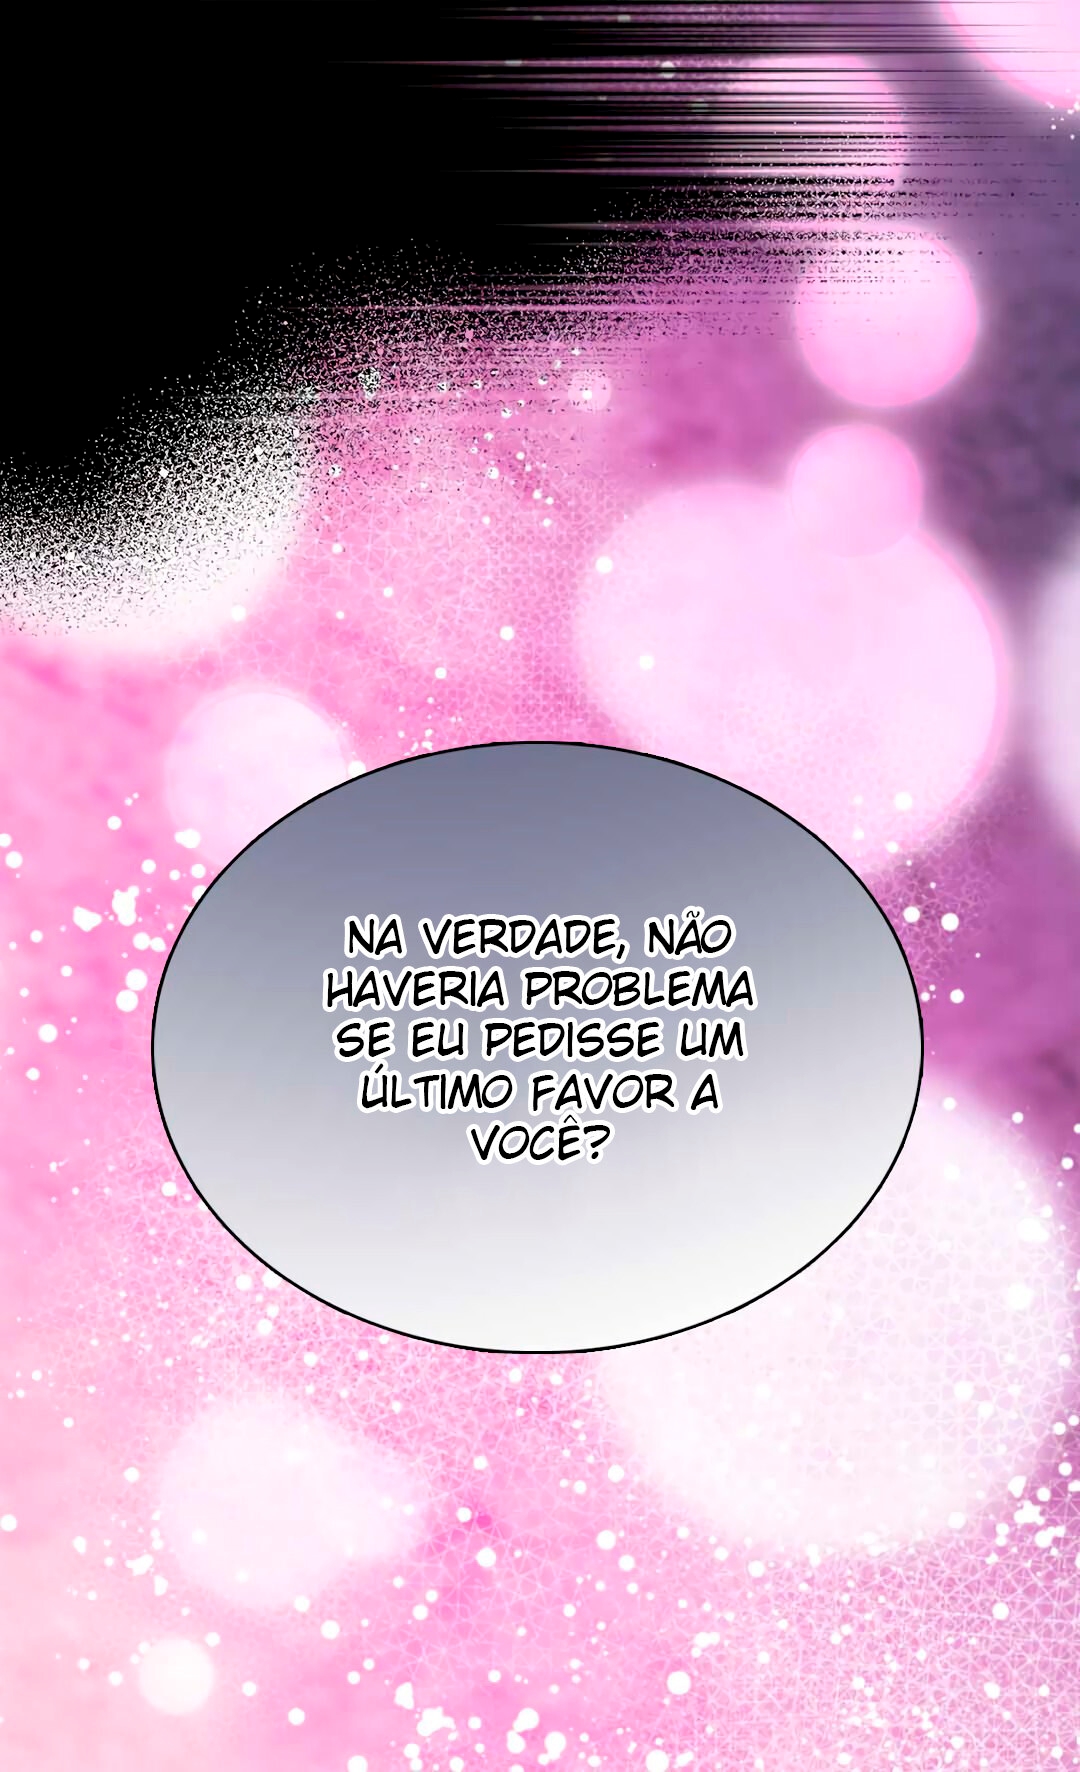 NA VERDADE, NÃO
HAVERIA PROBLEMA
SE EU PEDISSE UM
ÚLTIMO FAVOR A
VOCÊ?